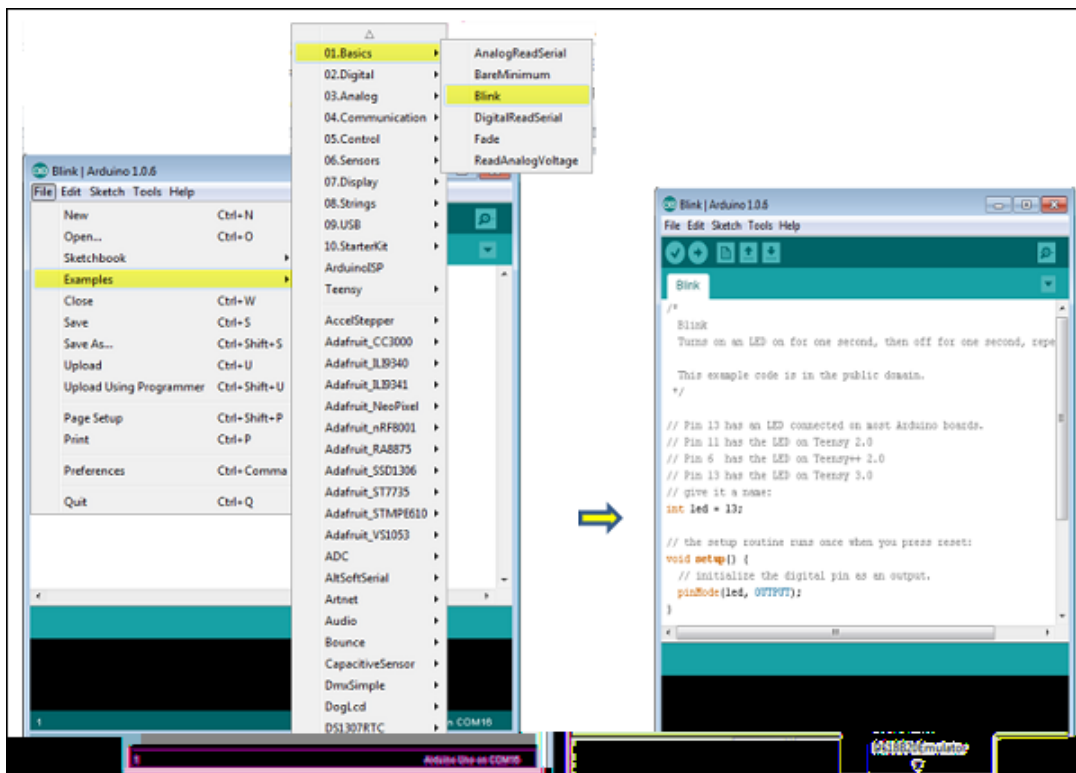 01.Basics
02.Digital
03.Analog
04.Communication
05.Control
06.Sensors
07.Display
08.Strings
09.USB
10.StarterKit
ArduinoISP
Teensy
AccelStepper
Adafruit_CC3000
Adafruit_ILI9340
Adafruit_ILI9341
Adafruit_NeoPixel
Adafruit_nRF8001
Adafruit_RA8875
Adafruit_SSD1306
Adafruit_ST7735
Adafruit_STMPE610
Adafruit_VS1053
ADC
AltSoftSerial
Artnet
Audio
Bounce
CapacitiveSensor
DmxSimple
DogLcd
DS1307RTC
AnalogReadSerial
BareMinimum
Blink
DigitalReadSerial
Fade
ReadAnalogVoltage
Blink | Arduino 1.0.6
File Edit Sketch Tools Help
New Ctrl+N
Open... Ctrl+O
Sketchbook
Examples
Close Ctrl+W
Save Ctrl+S
Save As... Ctrl+Shift+S
Upload Ctrl+U
Upload Using Programmer Ctrl+Shift+U
Page Setup Ctrl+Shift+P
Print Ctrl+P
Preferences Ctrl+Comma
Quit Ctrl+Q
1
n COM16
Blink | Arduino 1.0.6
File Edit Sketch Tools Help
Blink
/*
Blink
Turns on an LED on for one second, then off for one second, repe
This example code is in the public domain.
*/
// Pin 13 has an LED connected on most Arduino boards.
// Pin 11 has the LED on Teensy 2.0
// Pin 6 has the LED on Teensy++ 2.0
// Pin 13 has the LED on Teensy 3.0
// give it a name:
int led = 13;
// the setup routine runs once when you press reset:
void setup() {
// initialize the digital pin as an output.
pinMode(led, OUTPUT);
}
1
Arduino Uno on COM16